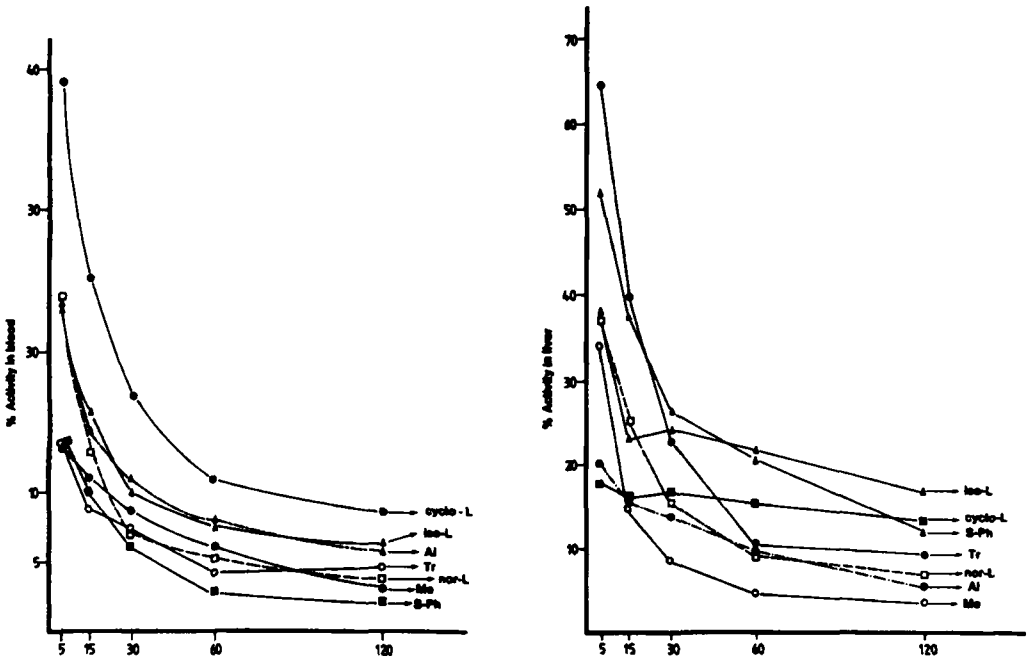 % Activity in blood
40
30
30
10
5
5 15 30 60 120
cyclo-L
iso-L
Al
Tr
nor-L
Me
S-Ph
% Activity in liver
70
60
50
40
30
20
10
5 15 30 60 120
iso-L
cyclo-L
S-Ph
Tr
nor-L
Al
Me